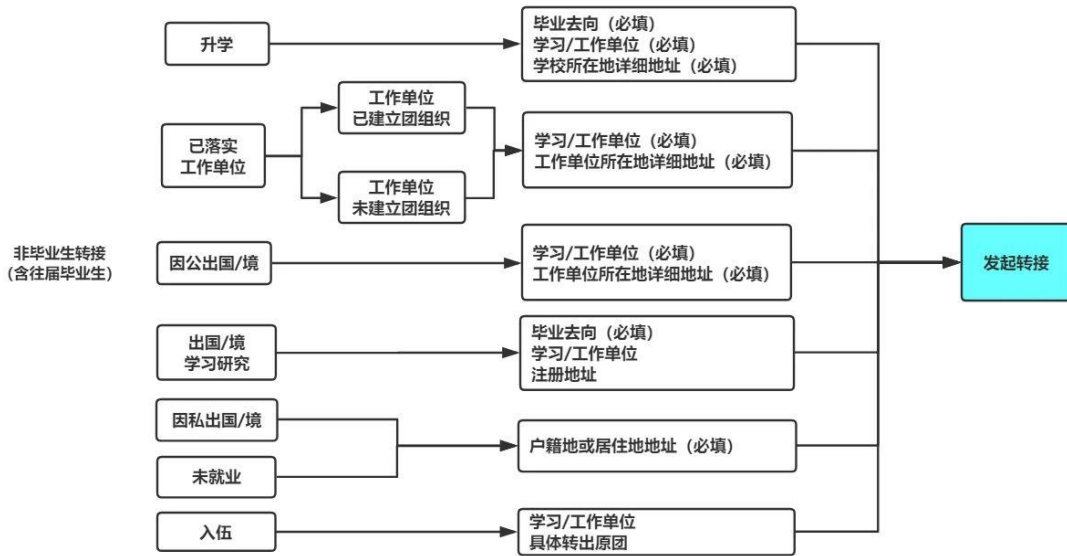 非毕业生转接
(含往届毕业生)
升学
毕业去向（必填）
学习/工作单位（必填）
学校所在地详细地址（必填）
已落实
工作单位
工作单位
已建立团组织
工作单位
未建立团组织
学习/工作单位（必填）
工作单位所在地详细地址（必填）
因公出国/境
学习/工作单位（必填）
工作单位所在地详细地址（必填）
出国/境
学习研究
毕业去向（必填）
学习/工作单位
注册地址
因私出国/境
未就业
户籍地或居住地地址（必填）
入伍
学习/工作单位
具体转出原团
发起转接